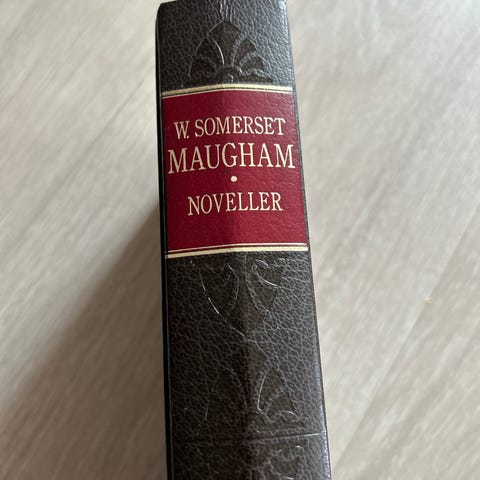 W. SOMERSET
MAUGHAM
•
NOVELLER